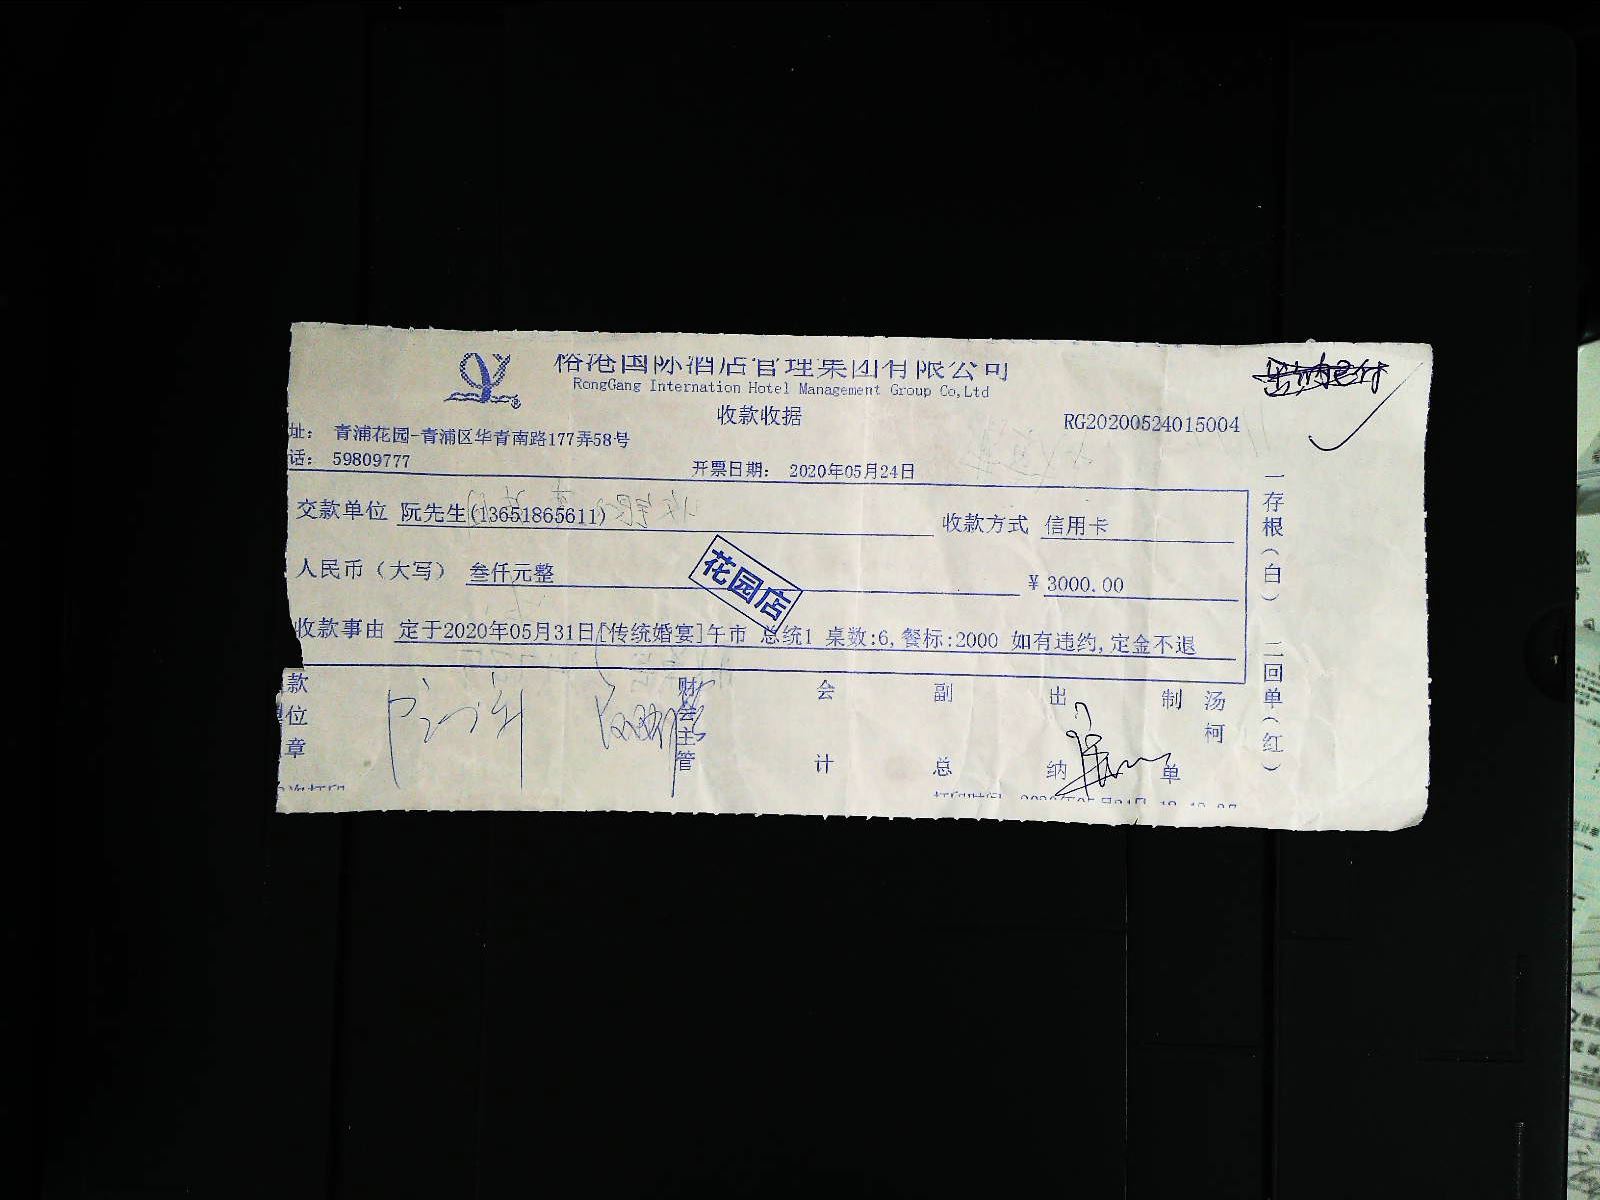 榕港国际酒店管理集团有限公司
RongGang Internation Hotel Management Group Co,Ltd
收款收据
RG20200524015004
址： 青浦花园-青浦区华青南路177弄58号
话： 59809777
开票日期： 2020年05月24日
交款单位 阮先生(13651865611)
收款方式 信用卡
人民币（大写） 叁仟元整
¥ 3000.00
花园店
收款事由 定于2020年05月31日[传统婚宴]午市 总统1 桌数:6,餐标:2000 如有违约,定金不退
一存根（白） 二回单（红）
款位章
财会主管
会计
副总
出纳
制单
汤柯